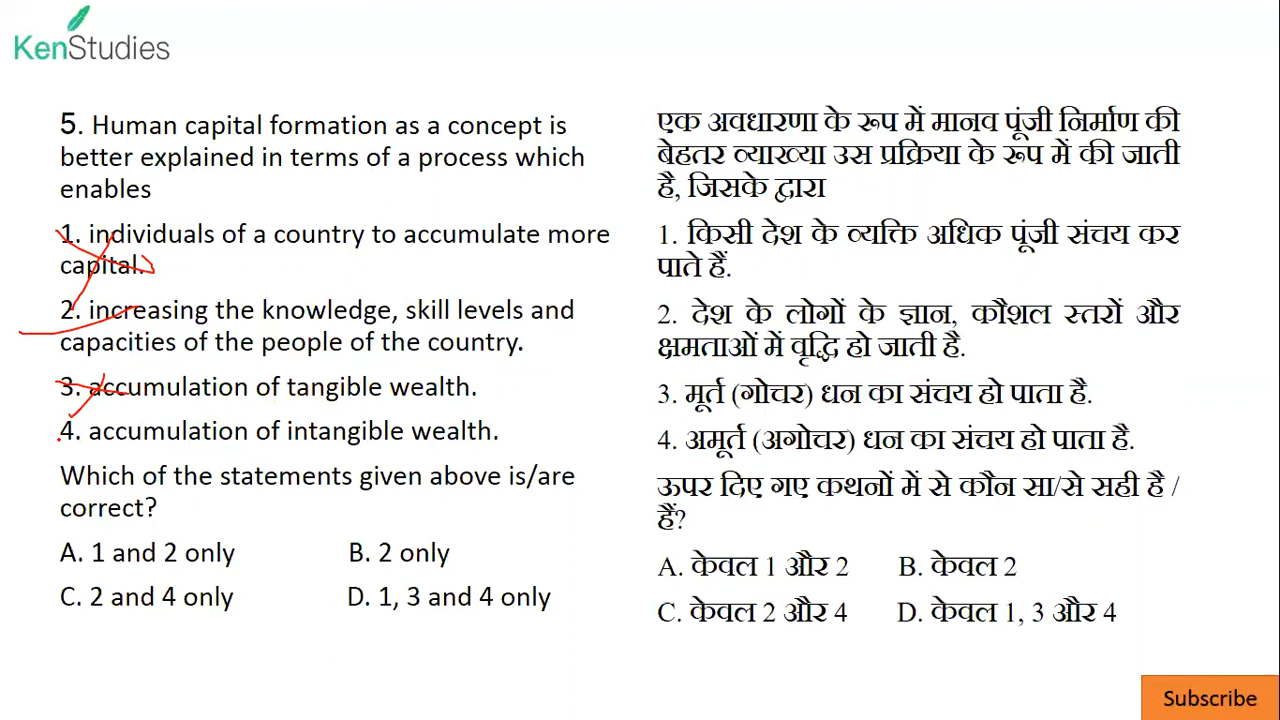 KenStudies
5. Human capital formation as a concept is
better explained in terms of a process which
enables
1. individuals of a country to accumulate more
capital.
2. increasing the knowledge, skill levels and
capacities of the people of the country.
3. accumulation of tangible wealth.
4. accumulation of intangible wealth.
Which of the statements given above is/are
correct?
A. 1 and 2 only B. 2 only
C. 2 and 4 only D. 1, 3 and 4 only
एक अवधारणा के रूप में मानव पूंजी निर्माण की
बेहतर व्याख्या उस प्रक्रिया के रूप में की जाती
है, जिसके द्वारा
1. किसी देश के व्यक्ति अधिक पूंजी संचय कर
पाते हैं.
2. देश के लोगों के ज्ञान, कौशल स्तरों और
क्षमताओं में वृद्धि हो जाती है.
3. मूर्त (गोचर) धन का संचय हो पाता है.
4. अमूर्त (अगोचर) धन का संचय हो पाता है.
ऊपर दिए गए कथनों में से कौन सा/से सही है /
हैं?
A. केवल 1 और 2 B. केवल 2
C. केवल 2 और 4 D. केवल 1, 3 और 4
Subscribe